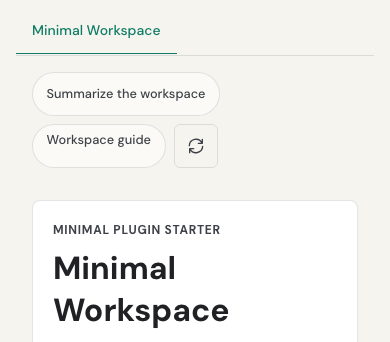 Minimal Workspace
Summarize the workspace
Workspace guide
MINIMAL PLUGIN STARTER
Minimal
Workspace